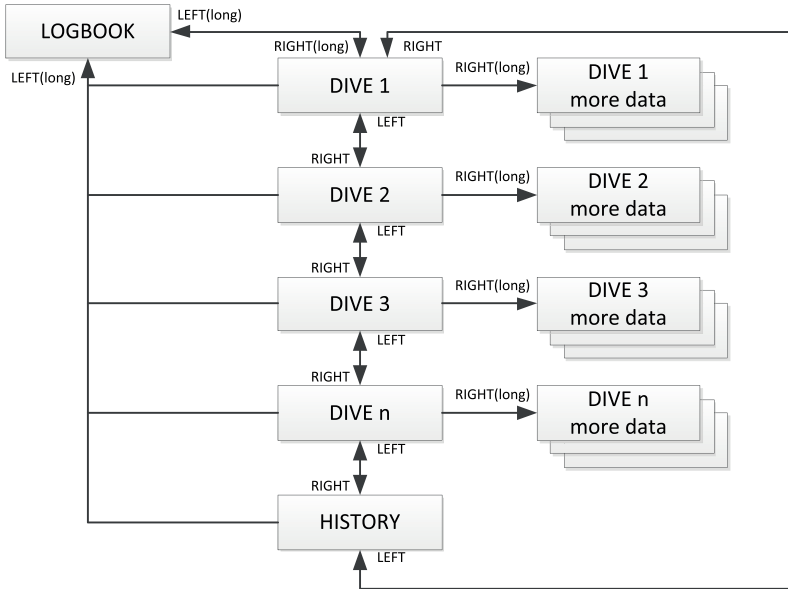 LOGBOOK
LEFT(long)
RIGHT(long)
RIGHT
LEFT(long)
DIVE 1
RIGHT(long)
DIVE 1
more data
LEFT
RIGHT
DIVE 2
RIGHT(long)
DIVE 2
more data
LEFT
RIGHT
DIVE 3
RIGHT(long)
DIVE 3
more data
LEFT
RIGHT
DIVE n
RIGHT(long)
DIVE n
more data
LEFT
RIGHT
HISTORY
LEFT